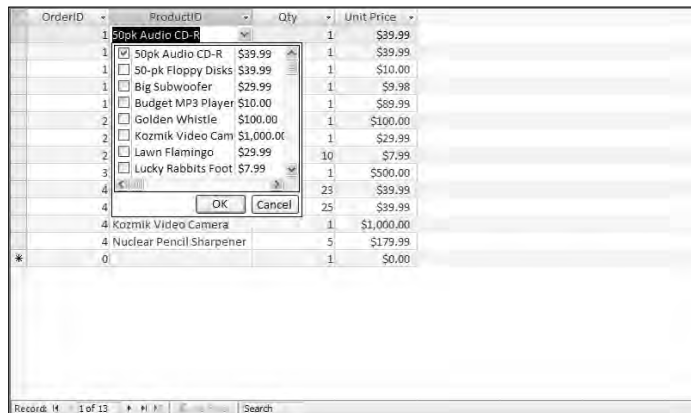 OrderID ProductID Qty Unit Price
1 50pk Audio CD-R 1 $39.99
1 50pk Audio CD-R $39.99 1 $39.99
1 50-pk Floppy Disks $39.99 1 $10.00
1 Big Subwoofer $29.99 1 $9.98
1 Budget MP3 Player $10.00 1 $89.99
2 Golden Whistle $100.00 1 $100.00
2 Kozmik Video Cam $1,000.00 1 $29.99
2 Lawn Flamingo $29.99 10 $7.99
3 Lucky Rabbits Foot $7.99 1 $500.00
4 23 $39.99
4 OK Cancel 25 $39.99
4 Kozmik Video Camera 1 $1,000.00
4 Nuclear Pencil Sharpener 5 $179.99
* 0 1 $0.00
Record: 1 of 13 Search